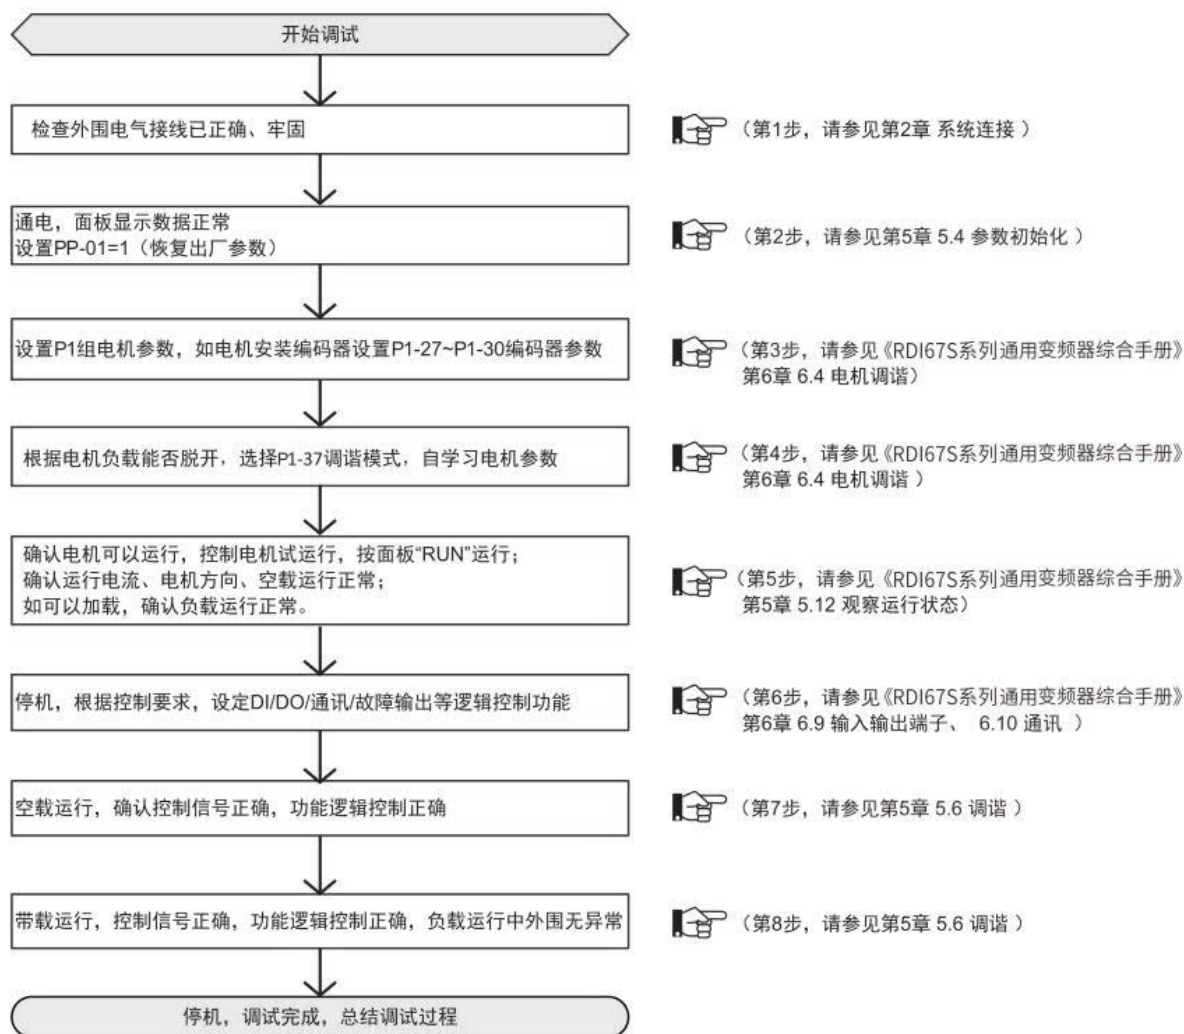 开始调试
检查外围电气接线已正确、牢固
（第1步，请参见第2章 系统连接 ）
通电，面板显示数据正常
设置PP-01=1（恢复出厂参数）
（第2步，请参见第5章 5.4 参数初始化 ）
设置P1组电机参数，如电机安装编码器设置P1-27~P1-30编码器参数
（第3步，请参见《RDI67S系列通用变频器综合手册》
第6章 6.4 电机调谐）
根据电机负载能否脱开，选择P1-37调谐模式，自学习电机参数
（第4步，请参见《RDI67S系列通用变频器综合手册》
第6章 6.4 电机调谐 ）
确认电机可以运行，控制电机试运行，按面板“RUN”运行；
确认运行电流、电机方向、空载运行正常；
如可以加载，确认负载运行正常。
（第5步，请参见《RDI67S系列通用变频器综合手册》
第5章 5.12 观察运行状态）
停机，根据控制要求，设定DI/DO/通讯/故障输出等逻辑控制功能
（第6步，请参见《RDI67S系列通用变频器综合手册》
第6章 6.9 输入输出端子、 6.10 通讯 ）
空载运行，确认控制信号正确，功能逻辑控制正确
（第7步，请参见第5章 5.6 调谐 ）
带载运行，控制信号正确，功能逻辑控制正确，负载运行中外围无异常
（第8步，请参见第5章 5.6 调谐 ）
停机，调试完成，总结调试过程